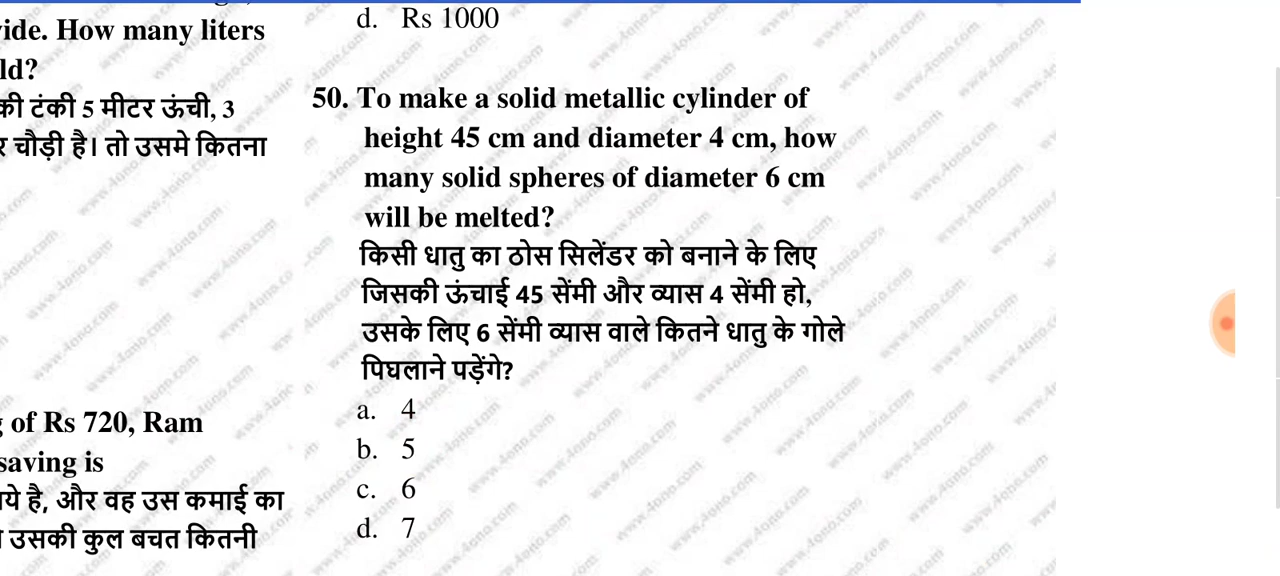 vide. How many liters
ld?
की टंकी 5 मीटर ऊंची, 3
चौड़ी है। तो उसमे कितना
of Rs 720, Ram
saving is
ये है, और वह उस कमाई का
उसकी कुल बचत कितनी
d. Rs 1000
50. To make a solid metallic cylinder of
height 45 cm and diameter 4 cm, how
many solid spheres of diameter 6 cm
will be melted?
किसी धातु का ठोस सिलेंडर को बनाने के लिए
जिसकी ऊंचाई 45 सेंमी और व्यास 4 सेंमी हो,
उसके लिए 6 सेंमी व्यास वाले कितने धातु के गोले
पिघलाने पड़ेंगे?
a. 4
b. 5
c. 6
d. 7